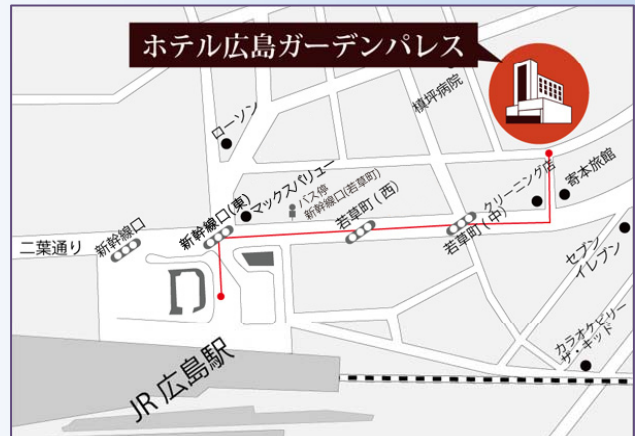 ホテル広島ガーデンパレス
槙坪病院
ローソン
マックスバリュー
バス停
新幹線口(若草町)
クリーニング店
寄本旅館
新幹線口(東)
若草町(西)
若草町(中)
二葉通り
新幹線口
セブン
イレブン
カラオケビリー
ザ・キッド
JR 広島駅